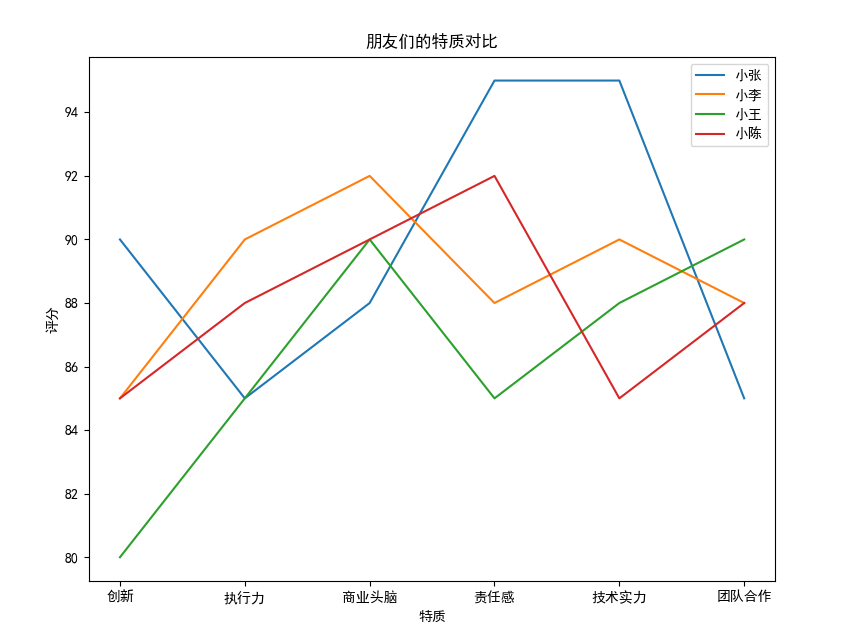 朋友们的特质对比
小张
小李
小王
小陈
94
92
90
88
86
84
82
80
评分
创新 执行力 商业头脑 责任感 技术实力 团队合作
特质